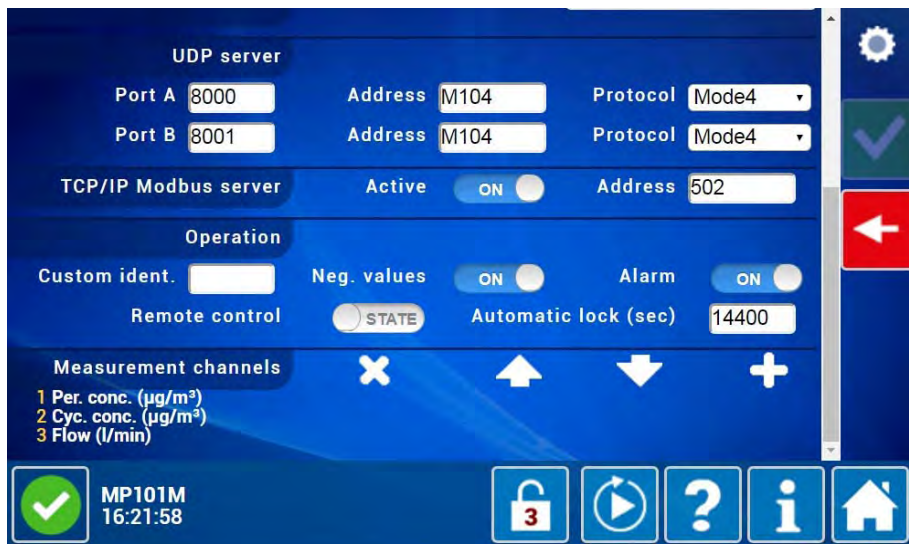 UDP server
Port A 8000 Address M104 Protocol Mode4
Port B 8001 Address M104 Protocol Mode4
TCP/IP Modbus server Active ON Address 502
Operation
Custom ident. Neg. values ON Alarm ON
Remote control STATE Automatic lock (sec) 14400
Measurement channels
1 Per. conc. (µg/m³)
2 Cyc. conc. (µg/m³)
3 Flow (l/min)
MP101M
16:21:58
3
?
i